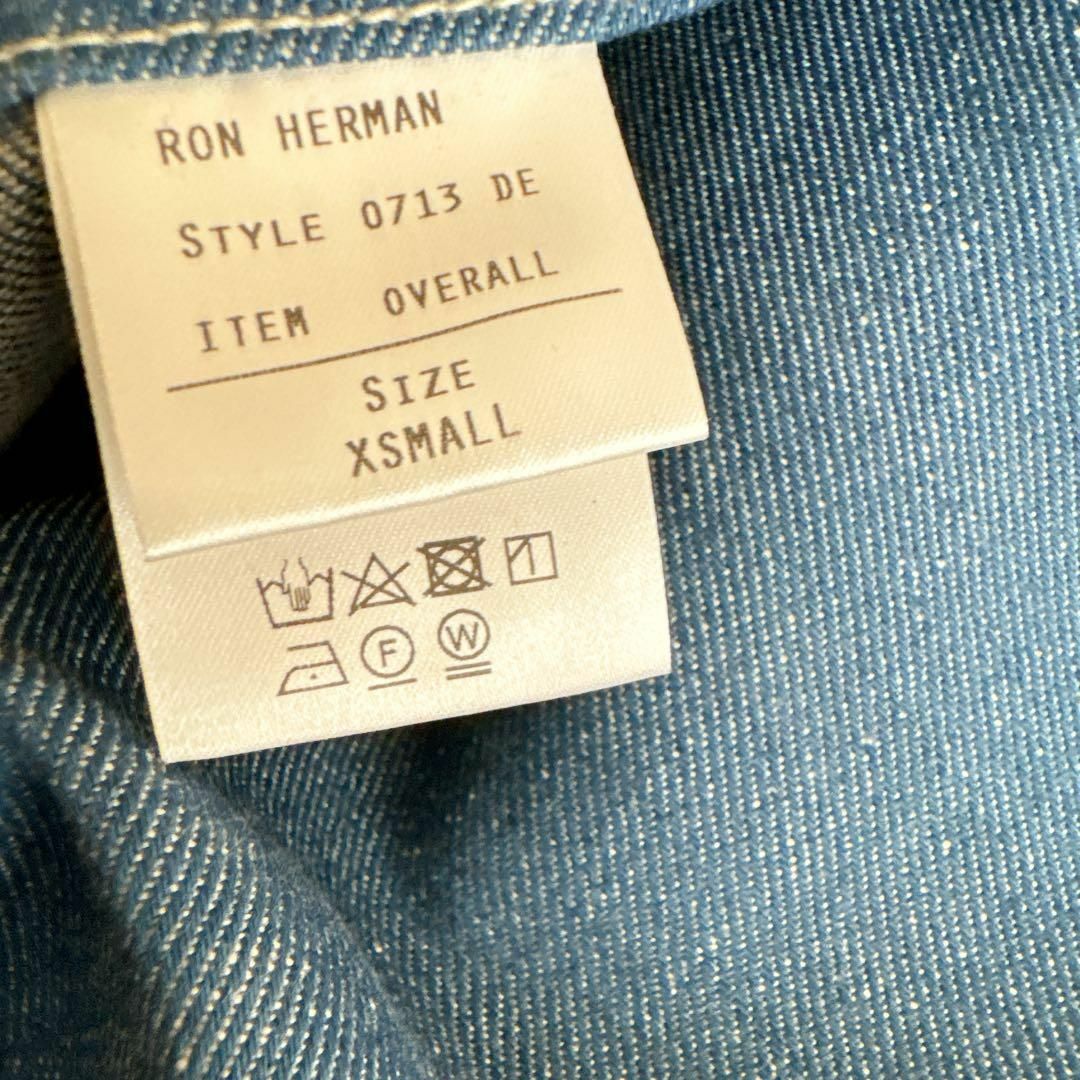 RON HERMAN
STYLE 0713 DE
ITEM OVERALL
SIZE
XSMALL
F W